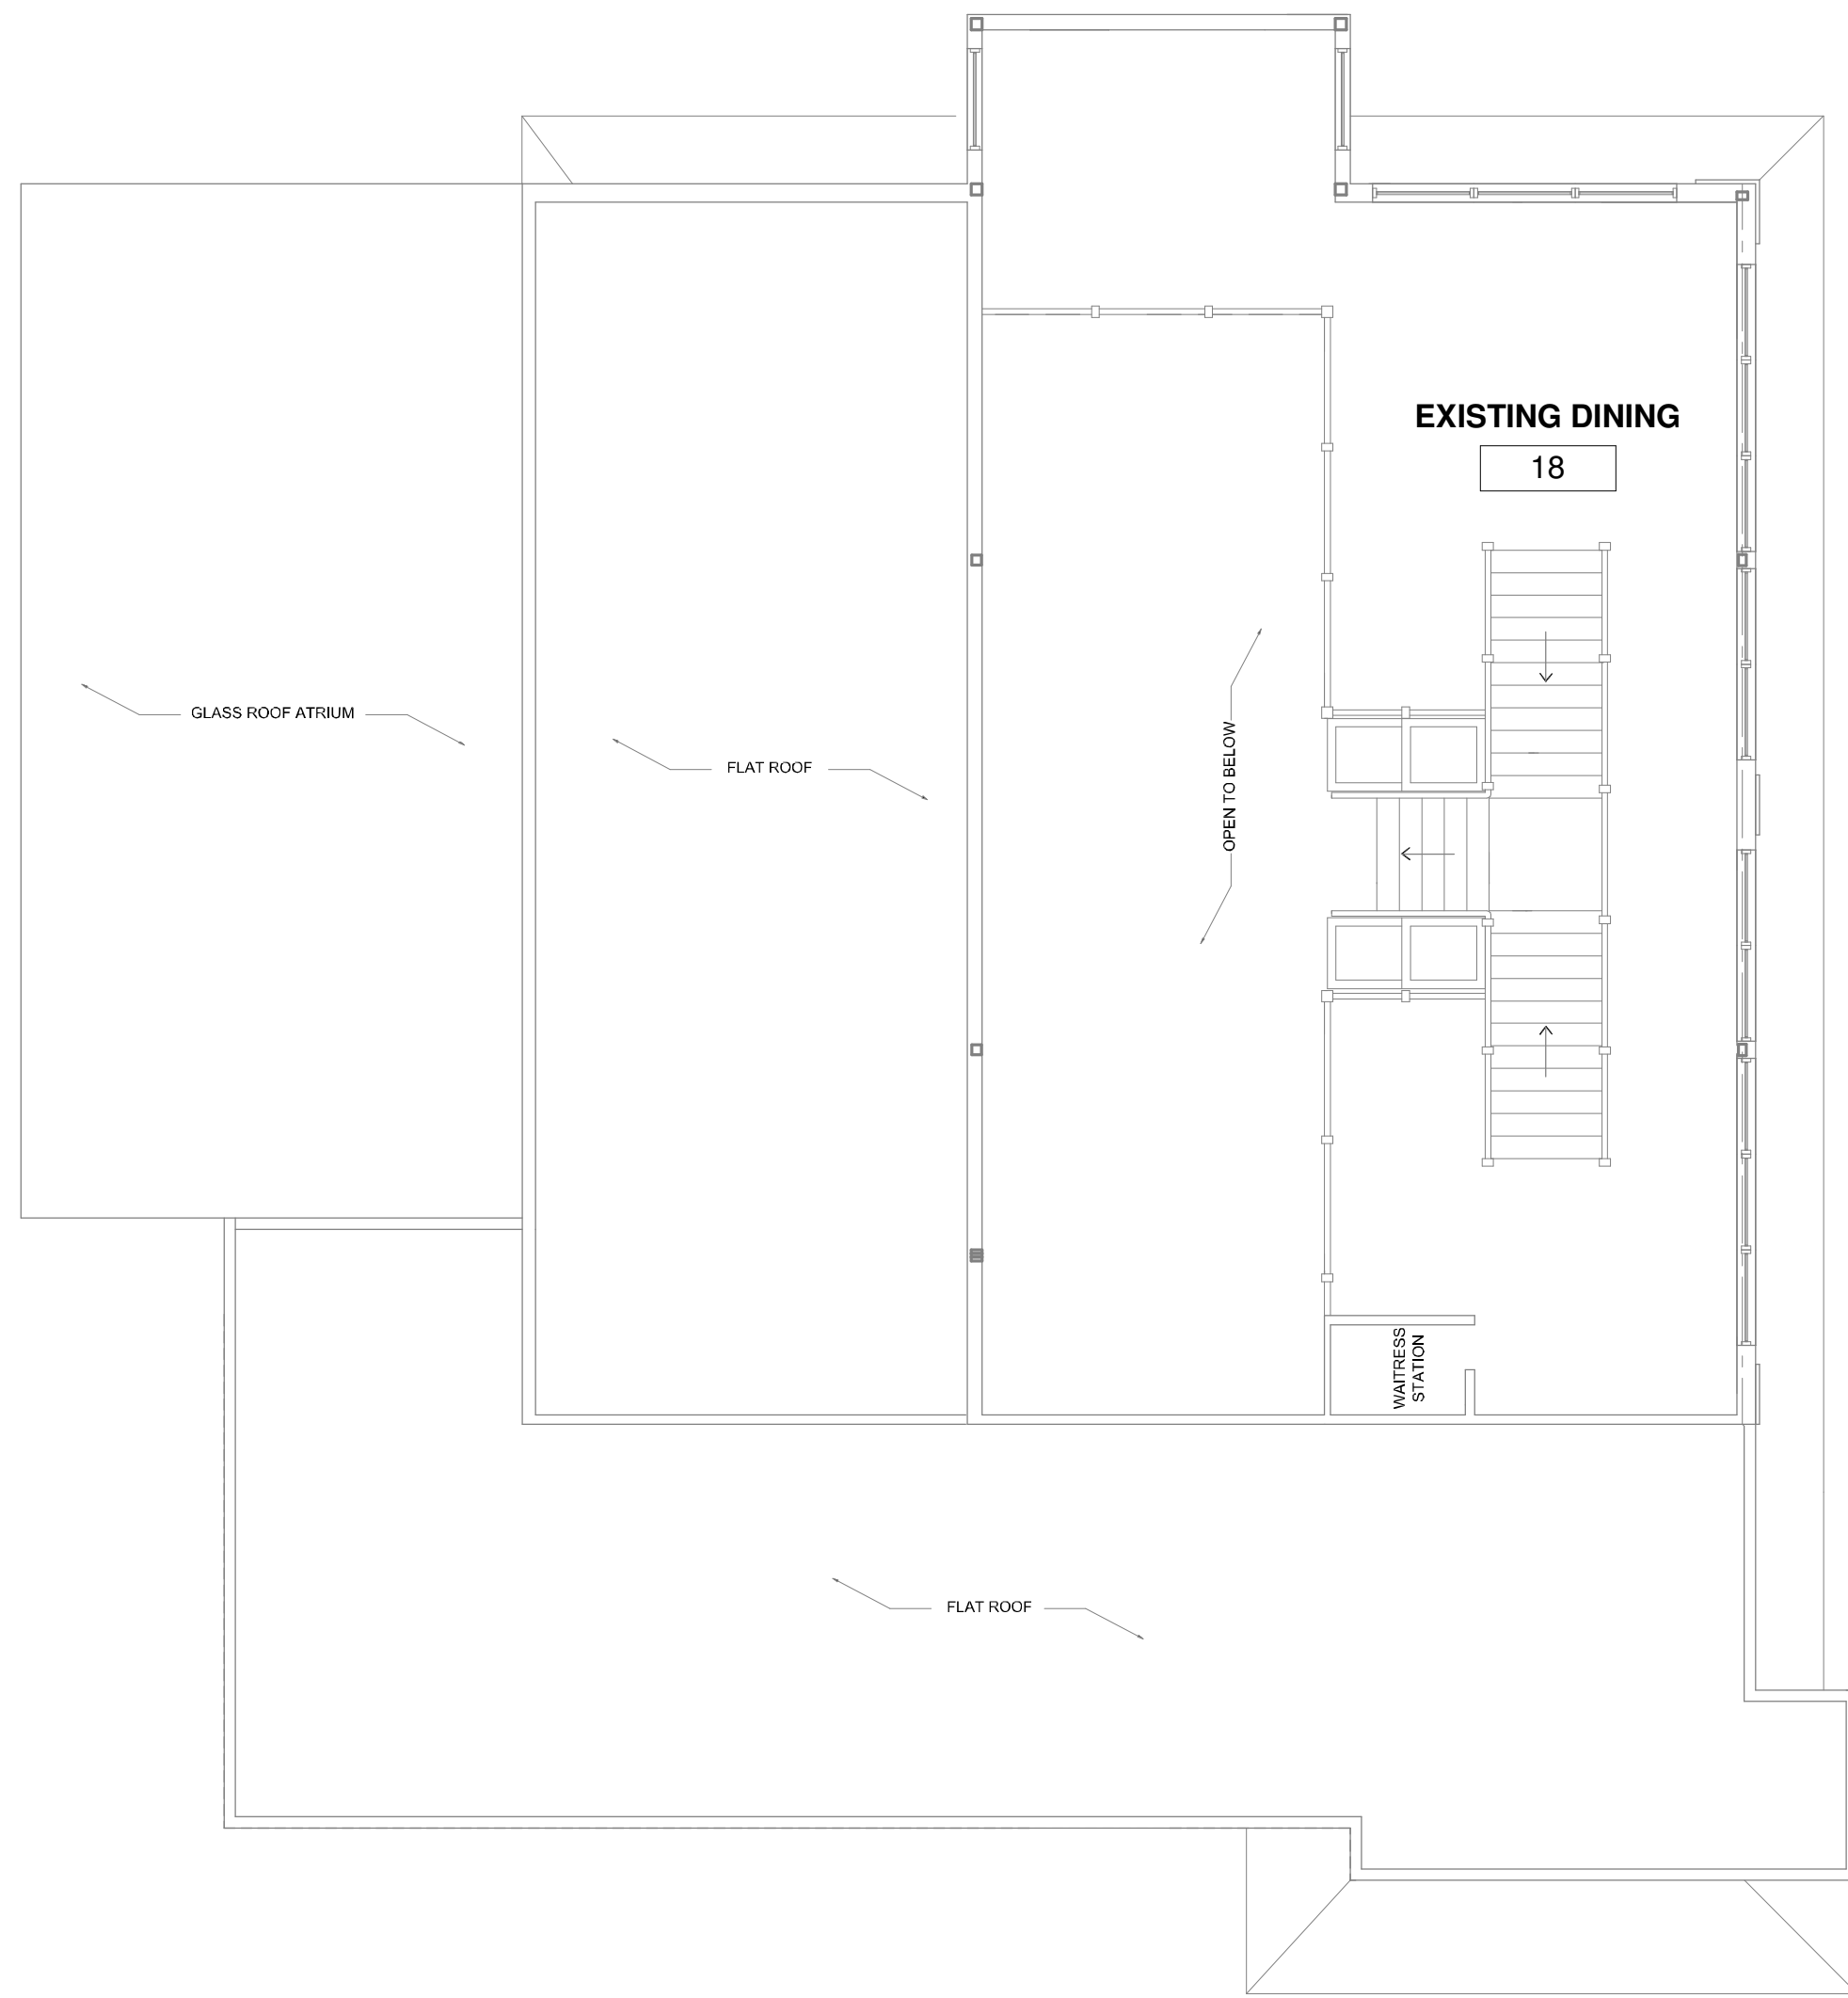 EXISTING DINING
18
GLASS ROOF ATRIUM
FLAT ROOF
OPEN TO BELOW
WAITRESS
STATION
FLAT ROOF